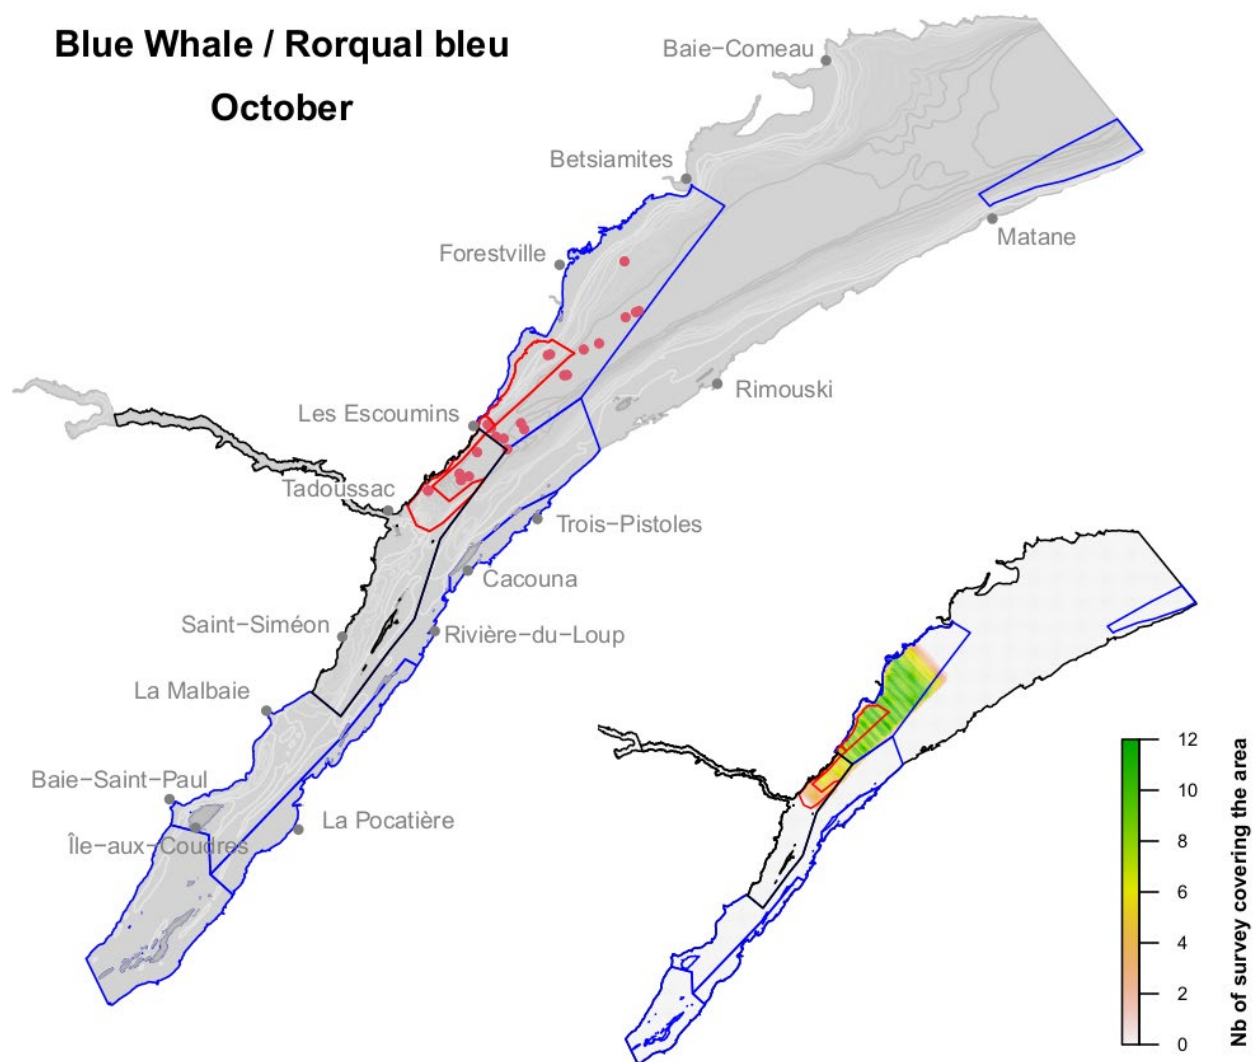 Blue Whale / Rorqual bleu
October
Baie−Comeau
Betsiamites
Forestville
Matane
Rimouski
Les Escoumins
Tadoussac
Trois−Pistoles
Cacouna
Saint−Siméon
Rivière−du−Loup
La Malbaie
Baie−Saint−Paul
La Pocatière
Île−aux−Coudres
12
10
8
6
4
2
0
Nb of survey covering the area